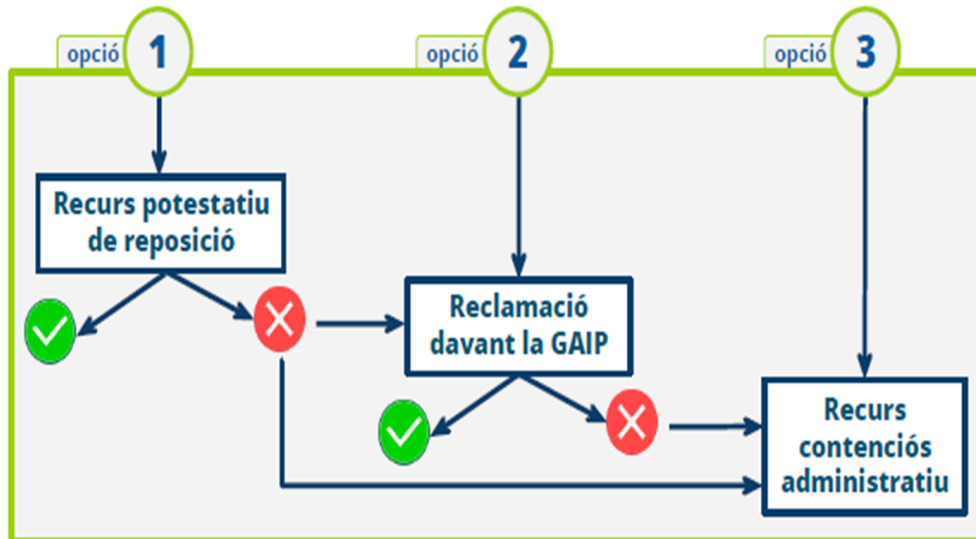 opció 1
opció 2
opció 3
Recurs potestatiu
de reposició
Reclamació
davant la GAIP
Recurs
contenciós
administratiu